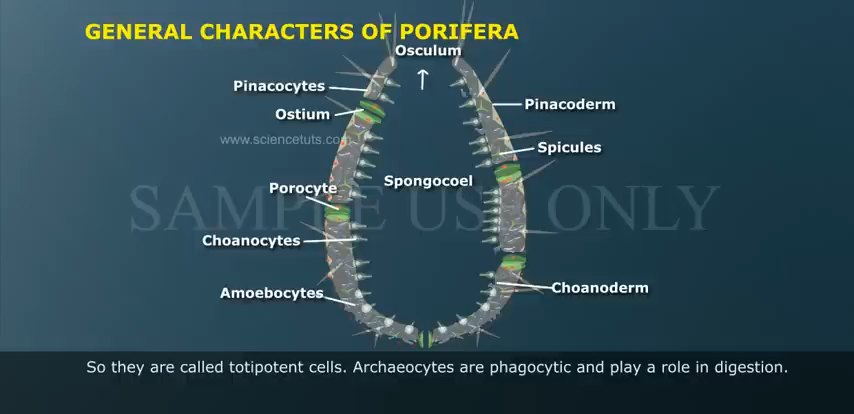 GENERAL CHARACTERS OF PORIFERA
Osculum
Pinacocytes
Pinacoderm
Ostium
www.sciencetuts.com
Spicules
Spongocoel
Porocyte
SAMPLE USE ONLY
Choanocytes
Choanoderm
Amoebocytes
So they are called totipotent cells. Archaeocytes are phagocytic and play a role in digestion.